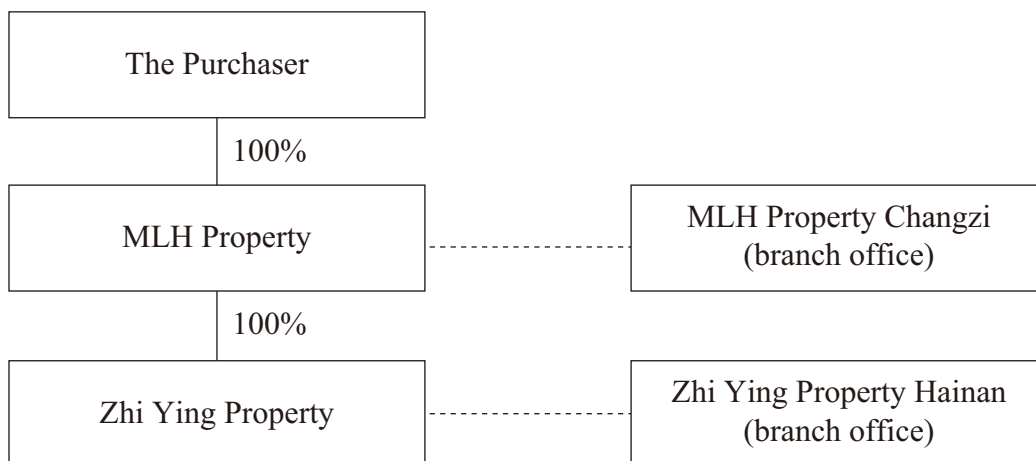 The Purchaser
100%
MLH Property
MLH Property Changzi
(branch office)
100%
Zhi Ying Property
Zhi Ying Property Hainan
(branch office)